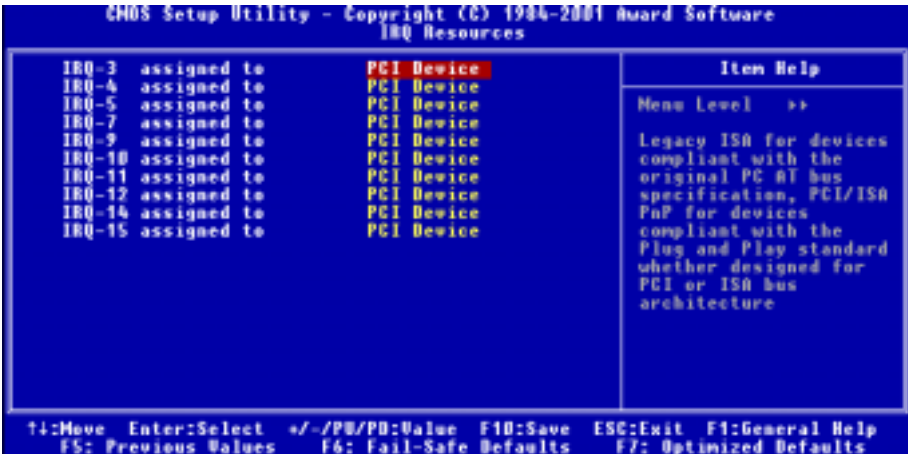 CMOS Setup Utility - Copyright (C) 1984-2001 Award Software
IRQ Resources
IRQ-3 assigned to PCI Device
IRQ-4 assigned to PCI Device
IRQ-5 assigned to PCI Device
IRQ-7 assigned to PCI Device
IRQ-9 assigned to PCI Device
IRQ-10 assigned to PCI Device
IRQ-11 assigned to PCI Device
IRQ-12 assigned to PCI Device
IRQ-14 assigned to PCI Device
IRQ-15 assigned to PCI Device
Item Help
Menu Level ▸▸
Legacy ISA for devices
compliant with the
original PC AT bus
specification, PCI/ISA
PnP for devices
compliant with the
Plug and Play standard
whether designed for
PCI or ISA bus
architecture
↑↓:Move Enter:Select +/-/PU/PD:Value F10:Save ESC:Exit F1:General Help
F5: Previous Values F6: Fail-Safe Defaults F7: Optimized Defaults